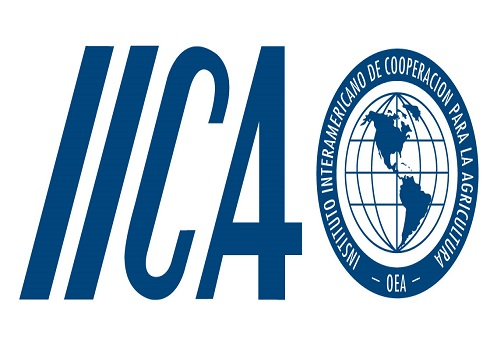 IICA
INSTITUTO INTERAMERICANO DE COOPERACION PARA LA AGRICULTURA
- OEA -